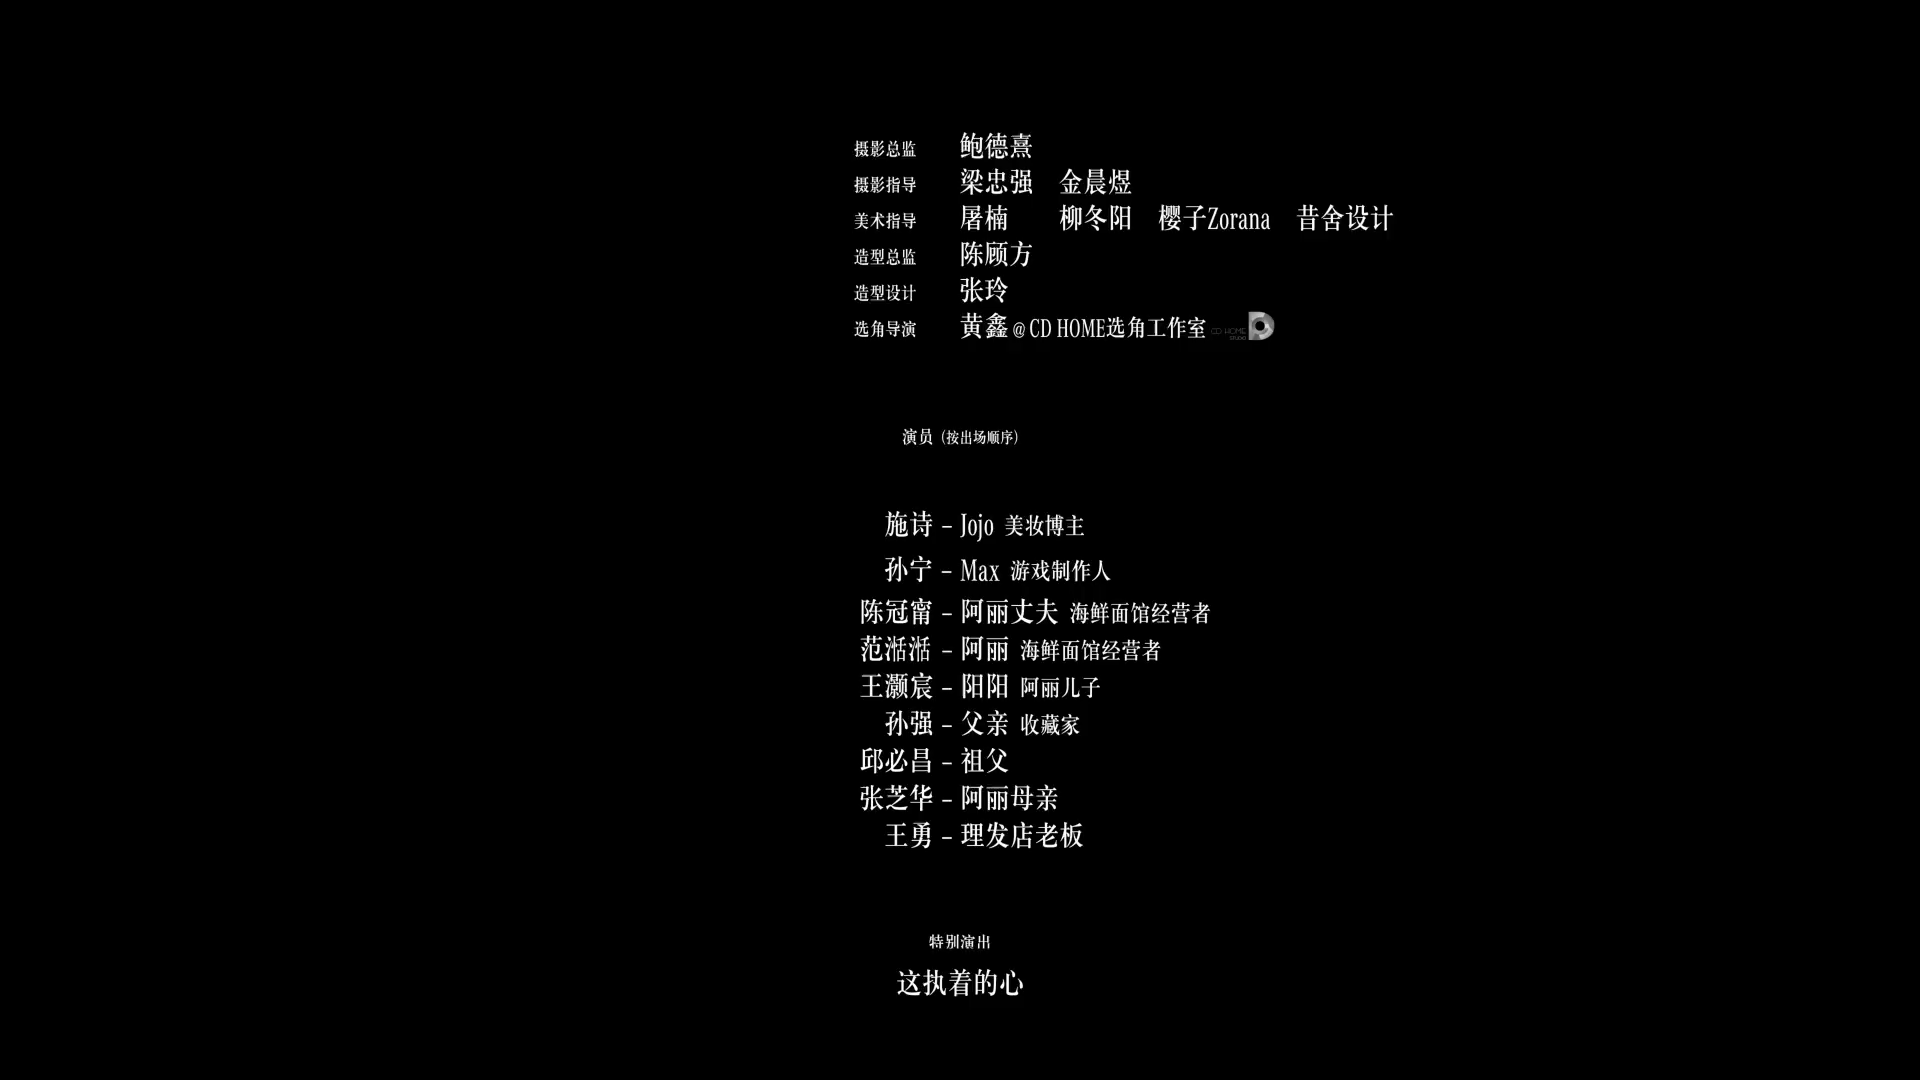 摄影总监 鲍德熹
摄影指导 梁忠强 金晨煜
美术指导 屠楠 柳冬阳 樱子Zorana 昔舍设计
造型总监 陈顾方
造型设计 张玲
选角导演 黄鑫@CD HOME选角工作室 CD HOME STUDIO
演员（按出场顺序）
施诗 – Jojo 美妆博主
孙宁 – Max 游戏制作人
陈冠甯 – 阿丽丈夫 海鲜面馆经营者
范湉湉 – 阿丽 海鲜面馆经营者
王灏宸 – 阳阳 阿丽儿子
孙强 – 父亲 收藏家
邱必昌 – 祖父
张芝华 – 阿丽母亲
王勇 – 理发店老板
特别演出
这执着的心